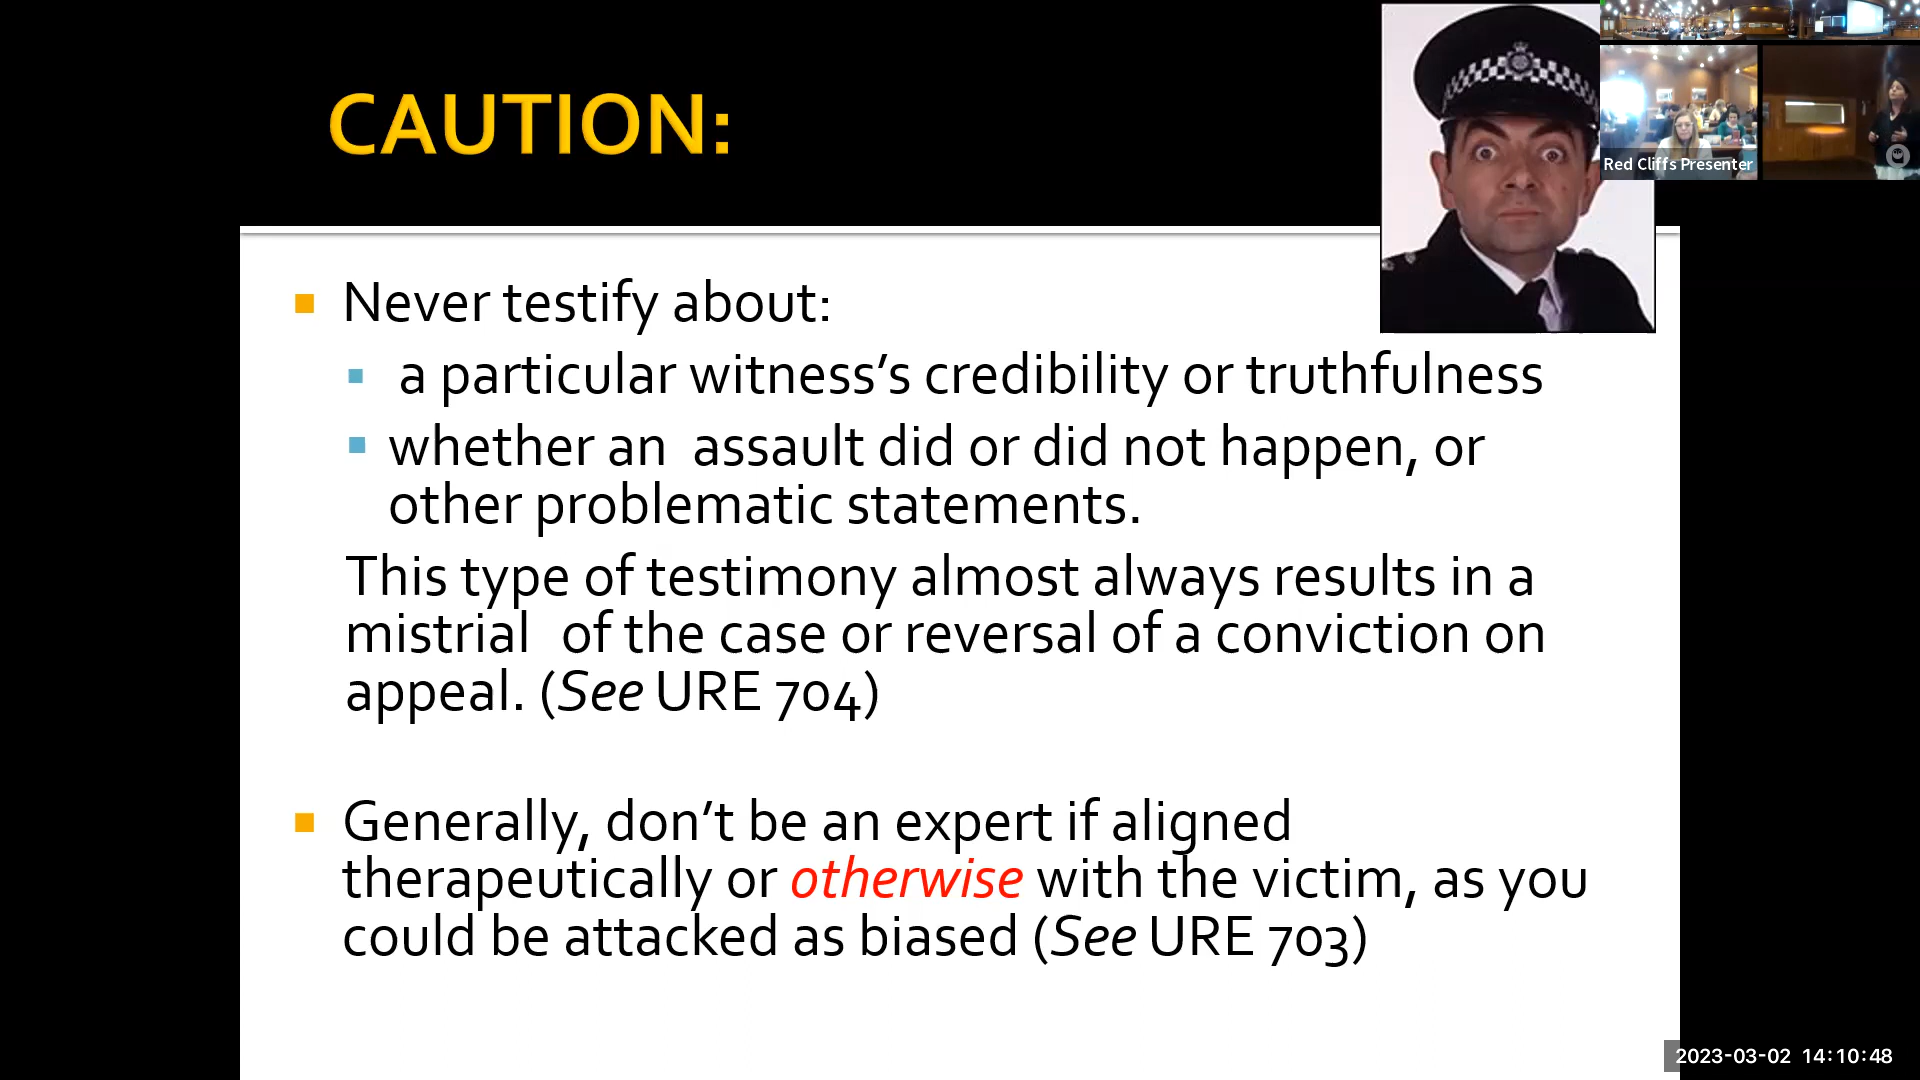 CAUTION:
Red Cliffs Presenter
Never testify about:
a particular witness’s credibility or truthfulness
whether an assault did or did not happen, or
other problematic statements.
This type of testimony almost always results in a
mistrial of the case or reversal of a conviction on
appeal. (See URE 704)
Generally, don’t be an expert if aligned
therapeutically or otherwise with the victim, as you
could be attacked as biased (See URE 703)
2023-03-02 14:10:48